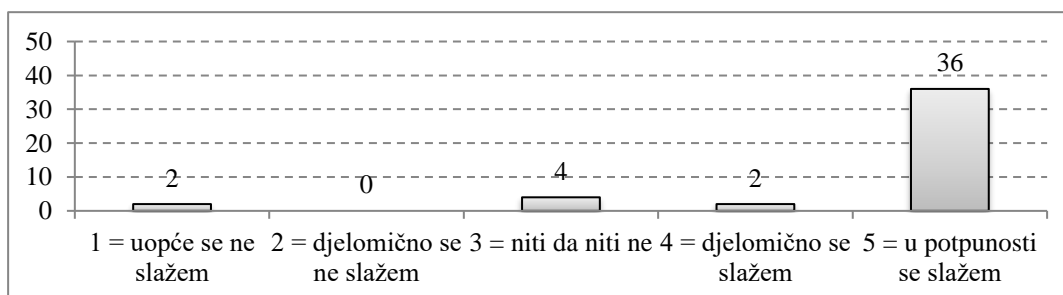 50
40
30
20
10
0
2
0
4
2
36
1 = uopće se ne slažem
2 = djelomično se ne slažem
3 = niti da niti ne
4 = djelomično se slažem
5 = u potpunosti se slažem